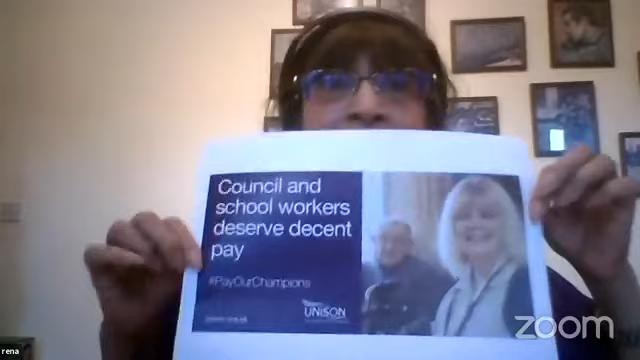 Council and
school workers
deserve decent
pay
#PayOurChampions
UNISON
zoom
rena